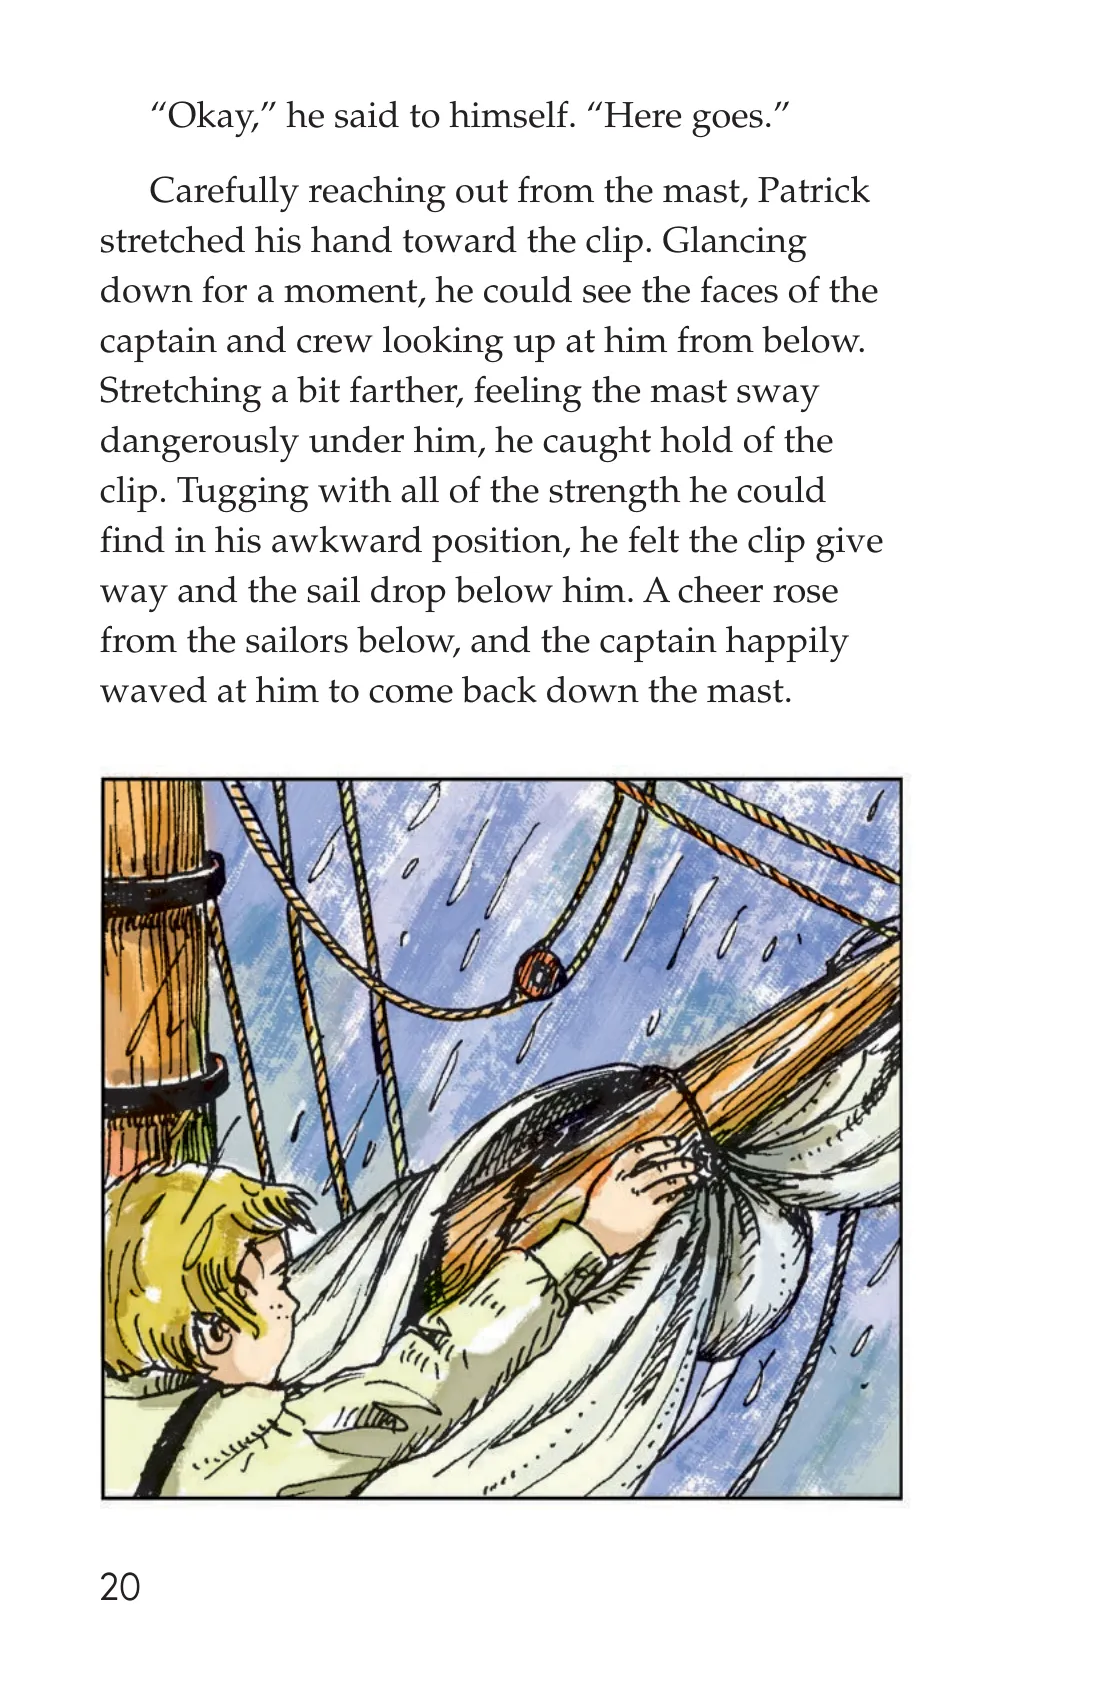 “Okay,” he said to himself. “Here goes.”
Carefully reaching out from the mast, Patrick
stretched his hand toward the clip. Glancing
down for a moment, he could see the faces of the
captain and crew looking up at him from below.
Stretching a bit farther, feeling the mast sway
dangerously under him, he caught hold of the
clip. Tugging with all of the strength he could
find in his awkward position, he felt the clip give
way and the sail drop below him. A cheer rose
from the sailors below, and the captain happily
waved at him to come back down the mast.
20